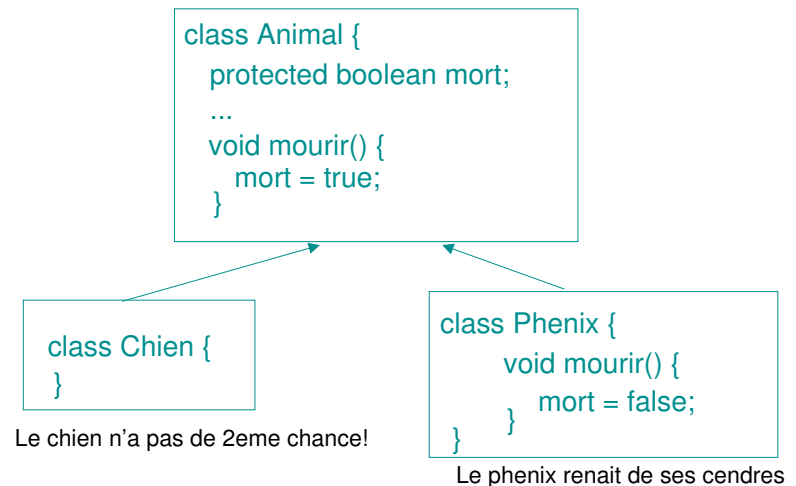 class Animal {
protected boolean mort;
...
void mourir() {
mort = true;
}
class Chien {
}
Le chien n'a pas de 2eme chance!
class Phenix {
void mourir() {
mort = false;
}
}
Le phenix renait de ses cendres